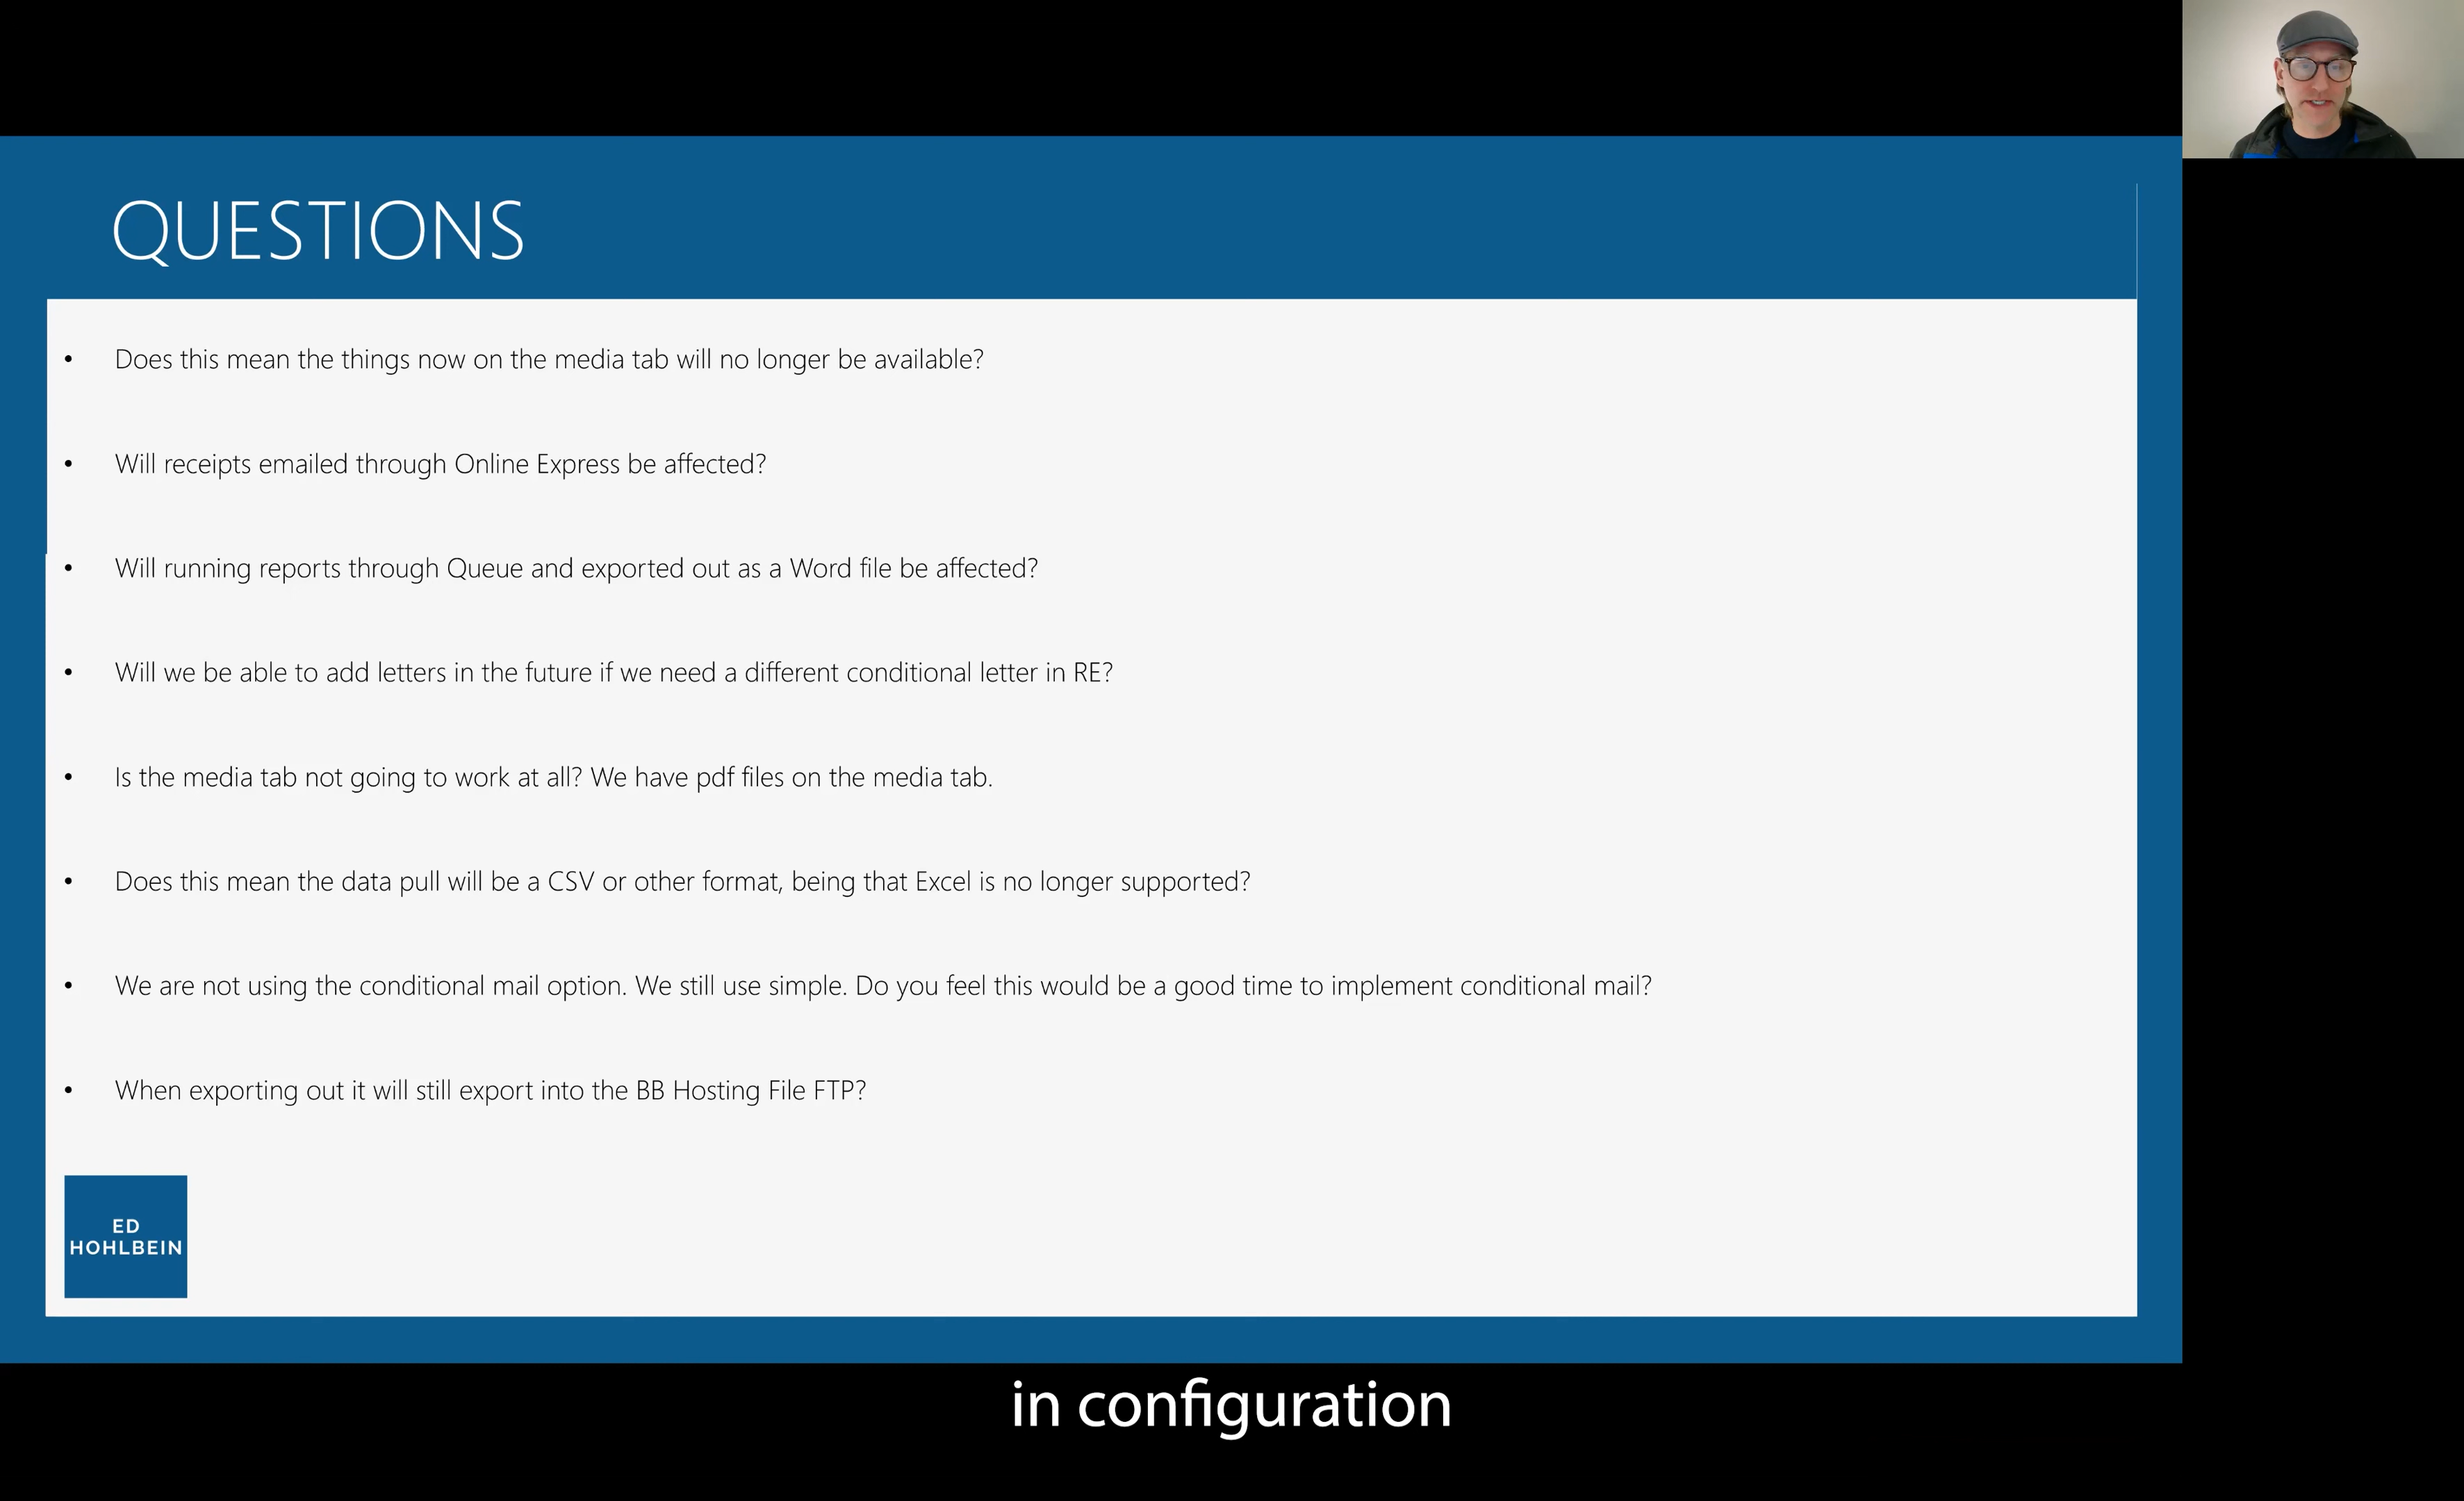 QUESTIONS
• Does this mean the things now on the media tab will no longer be available?
• Will receipts emailed through Online Express be affected?
• Will running reports through Queue and exported out as a Word file be affected?
• Will we be able to add letters in the future if we need a different conditional letter in RE?
• Is the media tab not going to work at all? We have pdf files on the media tab.
• Does this mean the data pull will be a CSV or other format, being that Excel is no longer supported?
• We are not using the conditional mail option. We still use simple. Do you feel this would be a good time to implement conditional mail?
• When exporting out it will still export into the BB Hosting File FTP?
ED
HOHLBEIN
in configuration